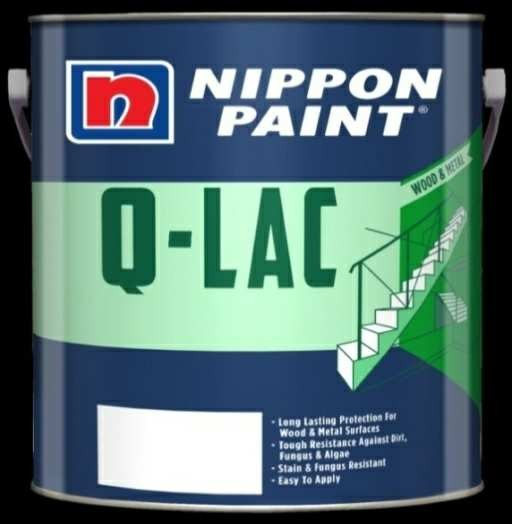 n NIPPON
PAINT®
WOOD & METAL
Q-LAC
- Long Lasting Protection For
Wood & Metal Surfaces
- Tough Resistance Against Dirt,
Fungus & Algae
- Stain & Fungus Resistant
- Easy To Apply